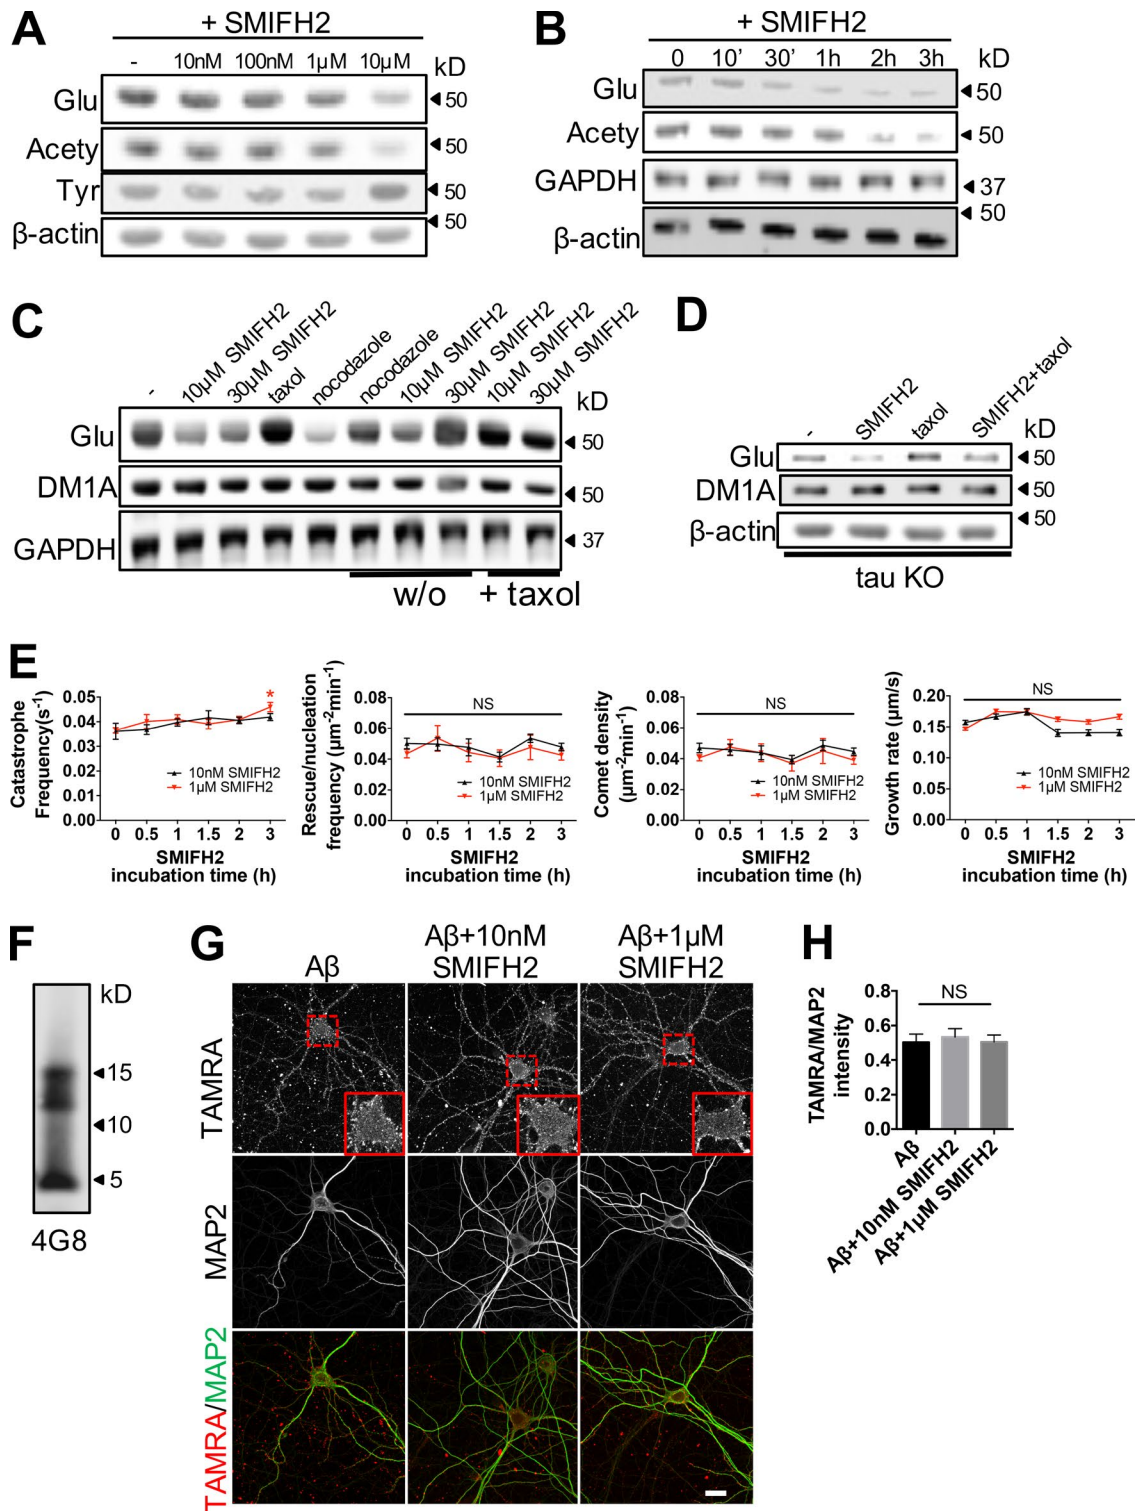 A
+ SMIFH2
- 10nM 100nM 1µM 10µM kD
Glu 50
Acety 50
Tyr 50
β-actin 50
B
+ SMIFH2
0 10' 30' 1h 2h 3h kD
Glu 50
Acety 50
GAPDH 37
β-actin 50
C
-
10µM SMIFH2
30µM SMIFH2
taxol
nocodazole
nocodazole
10µM SMIFH2
30µM SMIFH2
10µM SMIFH2
30µM SMIFH2
kD
Glu 50
DM1A 50
GAPDH 37
w/o + taxol
D
-
SMIFH2
taxol
SMIFH2+taxol
kD
Glu 50
DM1A 50
β-actin 50
tau KO
E
Catastrophe
Frequency(s-1)
0.05
0.04
0.03
0.02
0.01
0.00
*
10nM SMIFH2
1µM SMIFH2
0 0.5 1 1.5 2 3
SMIFH2
incubation time (h)
Rescue/nucleation
frequency (µm-2min-1)
0.08
0.06
0.04
0.02
0.00
NS
10nM SMIFH2
1µM SMIFH2
0 0.5 1 1.5 2 3
SMIFH2
incubation time (h)
Comet density
(µm-2min-1)
0.08
0.06
0.04
0.02
0.00
NS
10nM SMIFH2
1µM SMIFH2
0 0.5 1 1.5 2 3
SMIFH2
incubation time (h)
Growth rate (µm/s)
0.20
0.15
0.10
0.05
0.00
NS
10nM SMIFH2
1µM SMIFH2
0 0.5 1 1.5 2 3
SMIFH2
incubation time (h)
F
kD
15
10
5
4G8
G
Aβ
Aβ+10nM
SMIFH2
Aβ+1µM
SMIFH2
TAMRA
MAP2
TAMRA/MAP2
H
TAMRA/MAP2
intensity
0.8
0.6
0.4
0.2
0.0
NS
Aβ
Aβ+10nM SMIFH2
Aβ+1µM SMIFH2